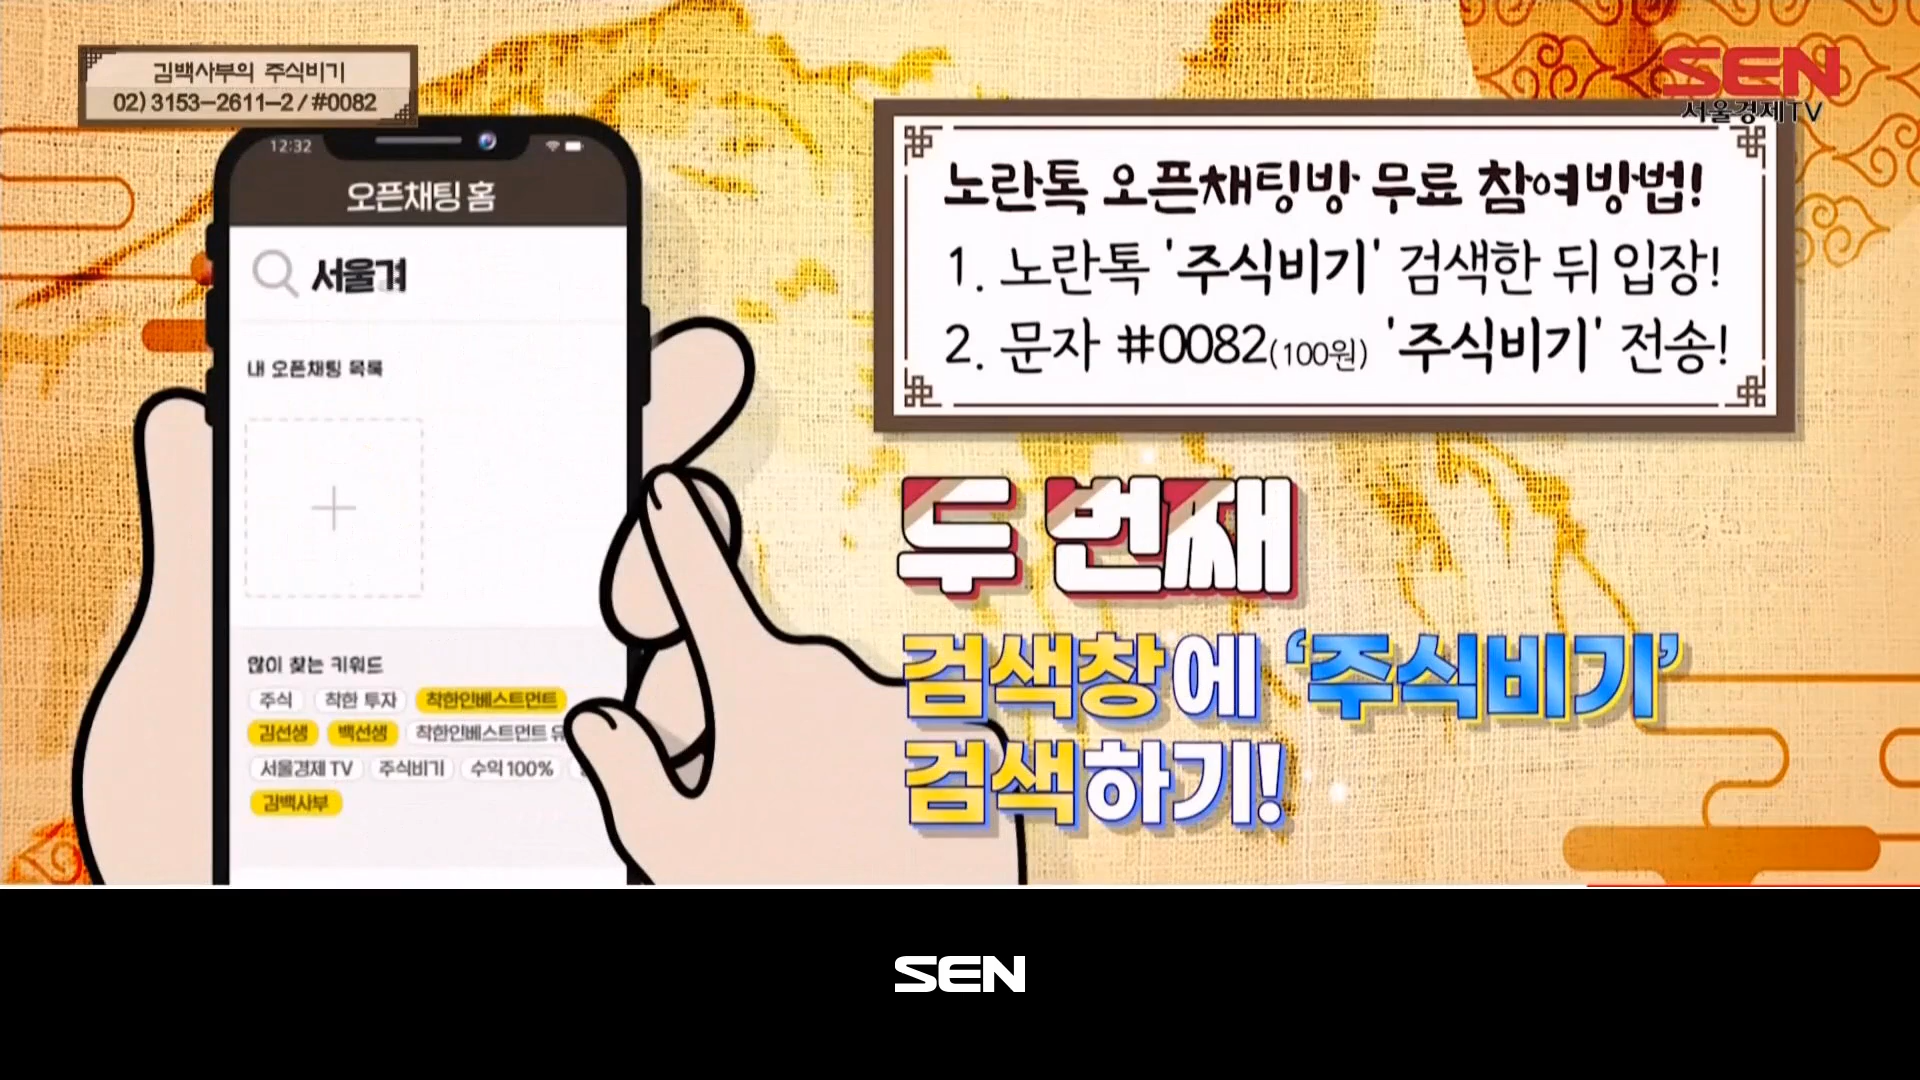 김백사부의 주식비기
02) 3153-2611~2 / #0082
SEN
서울경제TV
12:32
오픈채팅 홈
서울겨
내 오픈채팅 목록
많이 찾는 키워드
주식 착한 투자 착한인베스트먼트
김선생 백선생 착한인베스트먼트 유
서울경제 TV 주식비기 수익 100%
김백사부
노란톡 오픈채팅방 무료 참여방법!
1. 노란톡 '주식비기' 검색한 뒤 입장!
2. 문자 #0082(100원) '주식비기' 전송!
두 번째
검색창에 '주식비기'
검색하기!
SEN